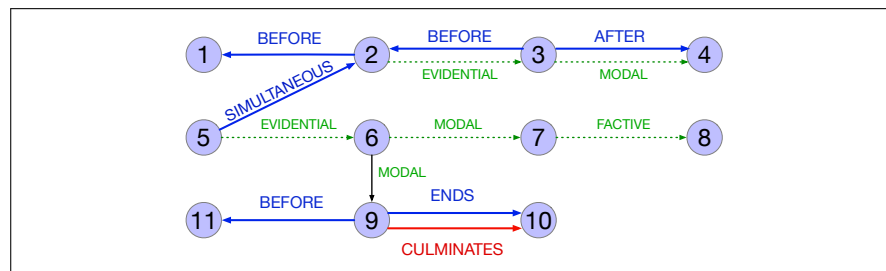 BEFORE BEFORE AFTER
1 2 3 4
EVIDENTIAL MODAL
SIMULTANEOUS
EVIDENTIAL MODAL FACTIVE
5 6 7 8
MODAL
BEFORE ENDS
11 9 10
CULMINATES